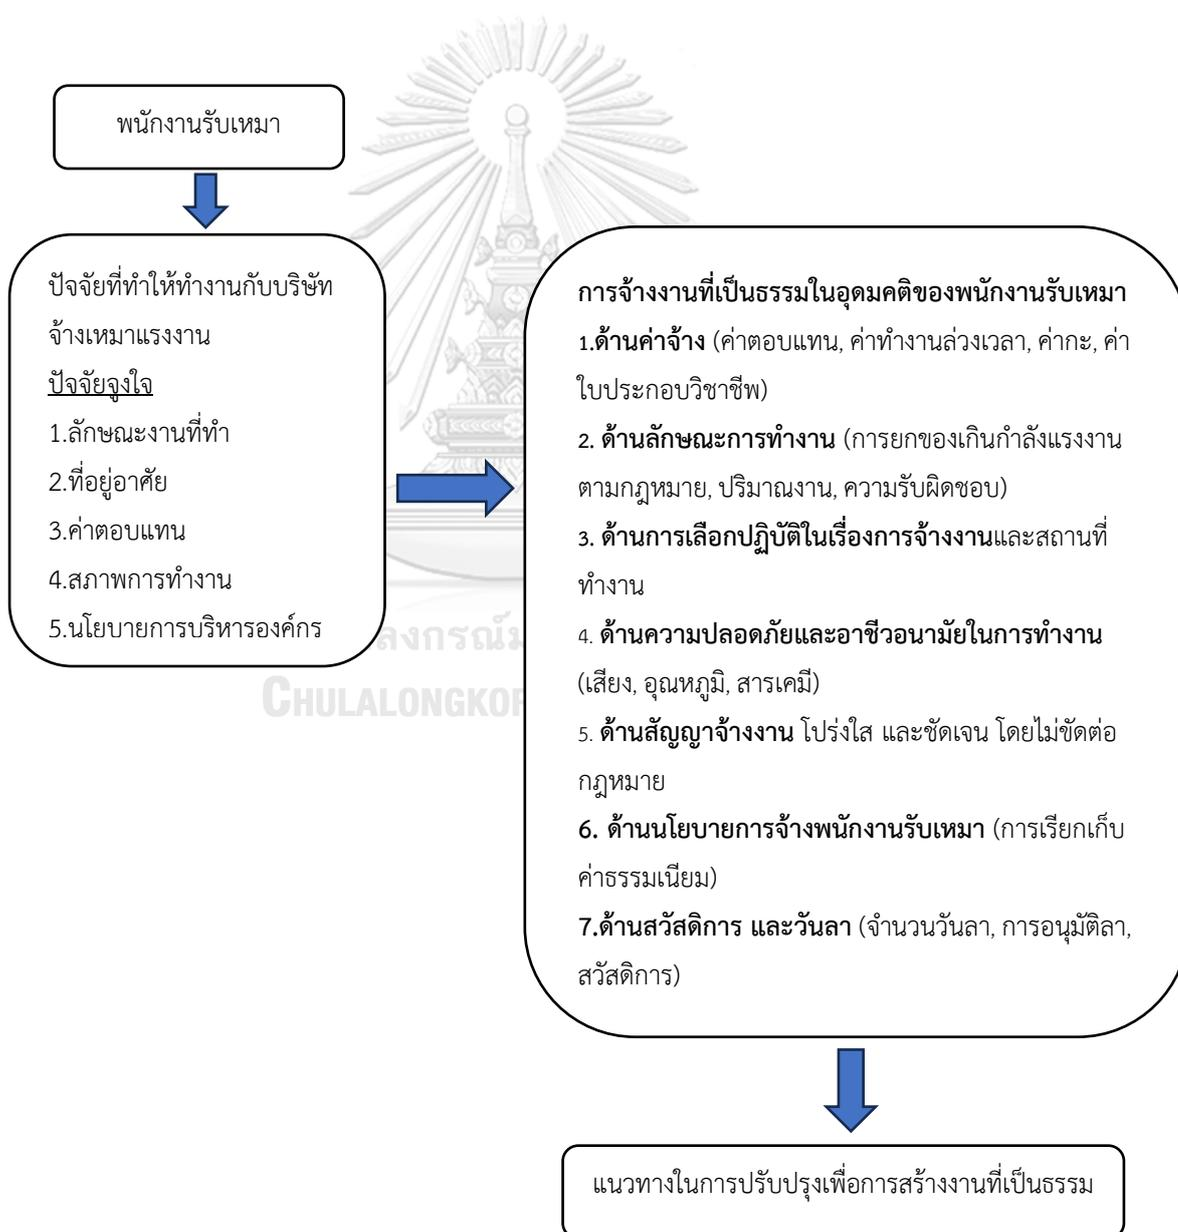 พนักงานรับเหมา
ปัจจัยที่ทำให้ทำงานกับบริษัท
จ้างเหมาแรงงาน
ปัจจัยจูงใจ
1.ลักษณะงานที่ทำ
2.ที่อยู่อาศัย
3.ค่าตอบแทน
4.สภาพการทำงาน
5.นโยบายการบริหารองค์กร
การจ้างงานที่เป็นธรรมในอุดมคติของพนักงานรับเหมา
1.ด้านค่าจ้าง (ค่าตอบแทน, ค่าทำงานล่วงเวลา, ค่ากะ, ค่า
ใบประกอบวิชาชีพ)
2. ด้านลักษณะการทำงาน (การยกของเกินกำลังแรงงาน
ตามกฎหมาย, ปริมาณงาน, ความรับผิดชอบ)
3. ด้านการเลือกปฏิบัติในเรื่องการจ้างงานและสถานที่
ทำงาน
4. ด้านความปลอดภัยและอาชีวอนามัยในการทำงาน
(เสียง, อุณหภูมิ, สารเคมี)
5. ด้านสัญญาจ้างงาน โปร่งใส และชัดเจน โดยไม่ขัดต่อ
กฎหมาย
6. ด้านนโยบายการจ้างพนักงานรับเหมา (การเรียกเก็บ
ค่าธรรมเนียม)
7.ด้านสวัสดิการ และวันลา (จำนวนวันลา, การอนุมัติลา,
สวัสดิการ)
แนวทางในการปรับปรุงเพื่อการสร้างงานที่เป็นธรรม